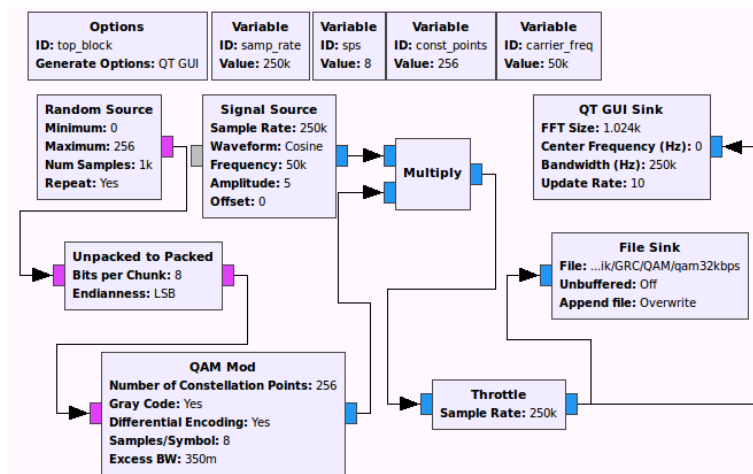 Options
ID: top_block
Generate Options: QT GUI
Variable
ID: samp_rate
Value: 250k
Variable
ID: sps
Value: 8
Variable
ID: const_points
Value: 256
Variable
ID: carrier_freq
Value: 50k
Random Source
Minimum: 0
Maximum: 256
Num Samples: 1k
Repeat: Yes
Signal Source
Sample Rate: 250k
Waveform: Cosine
Frequency: 50k
Amplitude: 5
Offset: 0
Multiply
QT GUI Sink
FFT Size: 1.024k
Center Frequency (Hz): 0
Bandwidth (Hz): 250k
Update Rate: 10
Unpacked to Packed
Bits per Chunk: 8
Endianness: LSB
File Sink
File: ...ik/GRC/QAM/qam32kbps
Unbuffered: Off
Append file: Overwrite
QAM Mod
Number of Constellation Points: 256
Gray Code: Yes
Differential Encoding: Yes
Samples/Symbol: 8
Excess BW: 350m
Throttle
Sample Rate: 250k